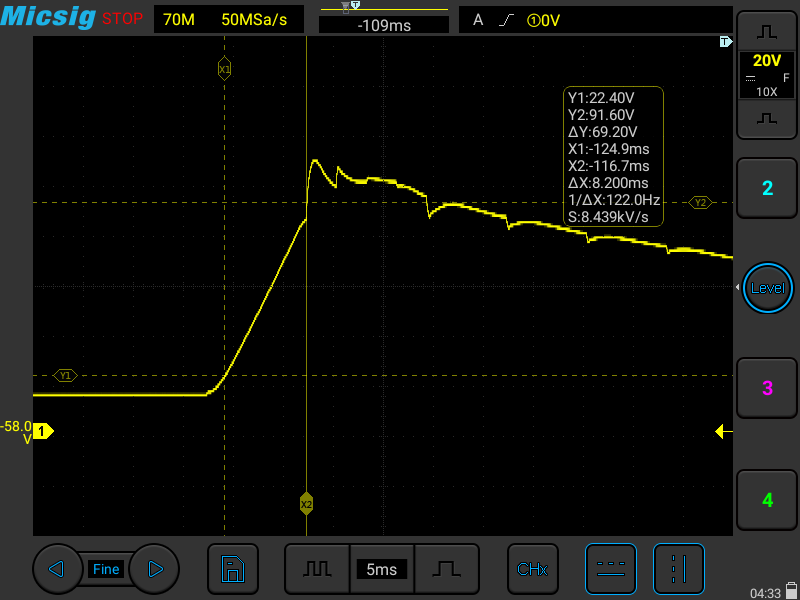 Micsig STOP 70M 50MSa/s T -109ms A ①0V
T
X1
20V
F
10X
Y1:22.40V
Y2:91.60V
ΔY:69.20V
X1:-124.9ms
X2:-116.7ms
ΔX:8.200ms
1/ΔX:122.0Hz
S:8.439kV/s
2
Y2
Level
Y1
3
-58.0
V
1
X2
4
Fine 5ms CHx
04:33